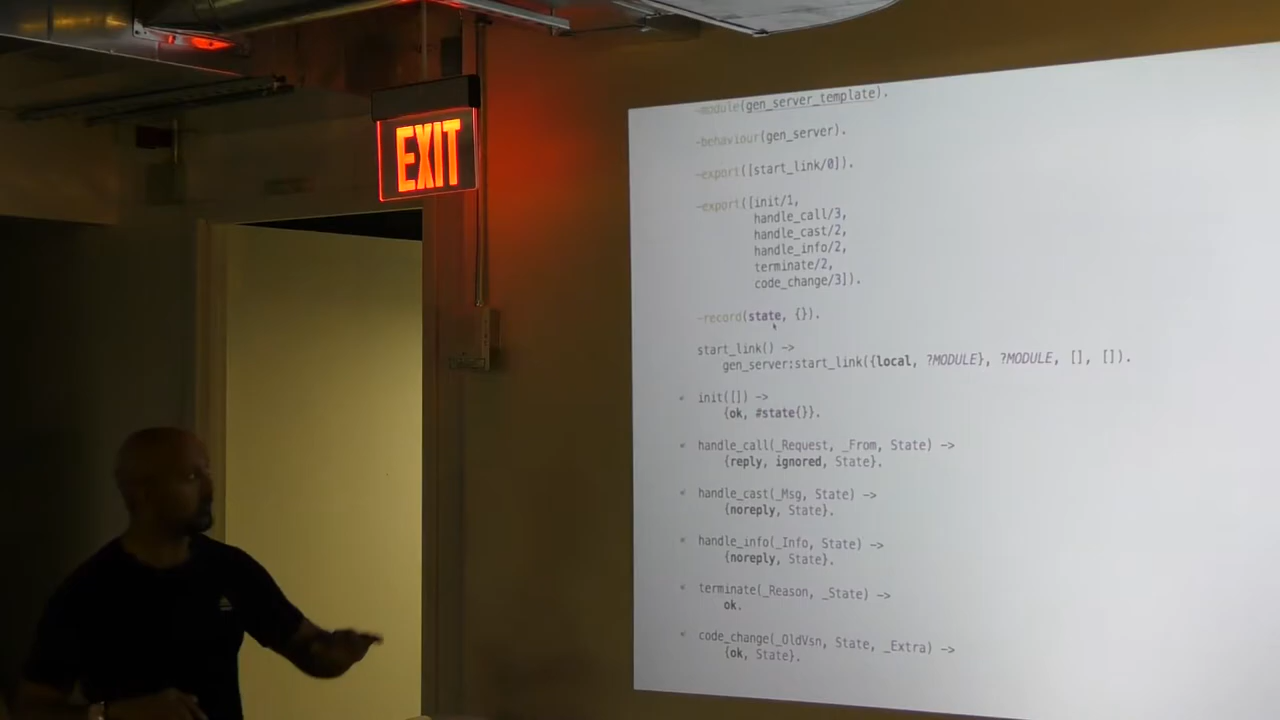 EXIT
-module(gen_server_template).
-behaviour(gen_server).
-export([start_link/0]).
-export([init/1,
handle_call/3,
handle_cast/2,
handle_info/2,
terminate/2,
code_change/3]).
-record(state, {}).
start_link() ->
gen_server:start_link({local, ?MODULE}, ?MODULE, [], []).
init([]) ->
{ok, #state{}}.
handle_call(_Request, _From, State) ->
{reply, ignored, State}.
handle_cast(_Msg, State) ->
{noreply, State}.
handle_info(_Info, State) ->
{noreply, State}.
terminate(_Reason, _State) ->
ok.
code_change(_OldVsn, State, _Extra) ->
{ok, State}.